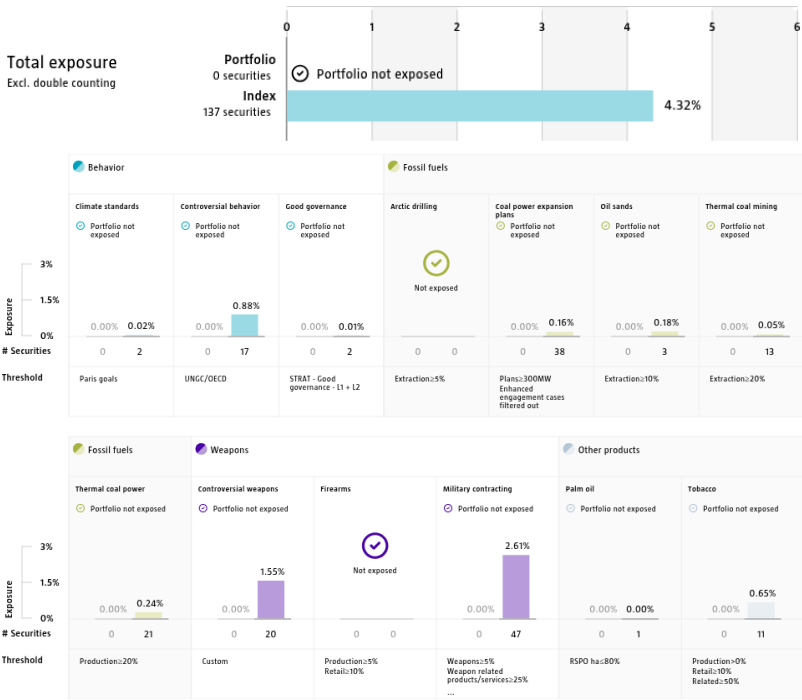 0 1 2 3 4 5 6
Total exposure
Excl. double counting
Portfolio
0 securities
Portfolio not exposed
Index
137 securities
4.32%
Behavior
Fossil fuels
Climate standards
Controversial behavior
Good governance
Arctic drilling
Coal power expansion
plans
Oil sands
Thermal coal mining
Portfolio not
exposed
Portfolio not
exposed
Portfolio not
exposed
Not exposed
Portfolio not
exposed
Portfolio not
exposed
Portfolio not
exposed
Exposure
3%
1.5%
0%
0.00% 0.02%
0.00% 0.88%
0.00% 0.01%
0.00% 0.16%
0.00% 0.18%
0.00% 0.05%
# Securities 0 2 0 17 0 2 0 0 0 38 0 3 0 13
Threshold
Paris goals
UNGC/OECD
STRAT - Good
governance - L1 + L2
Extraction≥5%
Plans≥300MW
Enhanced
engagement cases
filtered out
Extraction≥10%
Extraction≥20%
Fossil fuels
Weapons
Other products
Thermal coal power
Controversial weapons
Firearms
Military contracting
Palm oil
Tobacco
Portfolio not exposed
Portfolio not exposed
Not exposed
Portfolio not exposed
Portfolio not exposed
Portfolio not exposed
Exposure
3%
1.5%
0%
0.00% 0.24%
0.00% 1.55%
0.00% 2.61%
0.00% 0.00%
0.00% 0.65%
# Securities 0 21 0 20 0 0 0 47 0 1 0 11
Threshold
Production≥20%
Custom
Production≥5%
Retail≥10%
Weapons≥5%
Weapon related
products/services≥25%
...
RSPO ha≤80%
Production>0%
Retail≥10%
Related≥50%